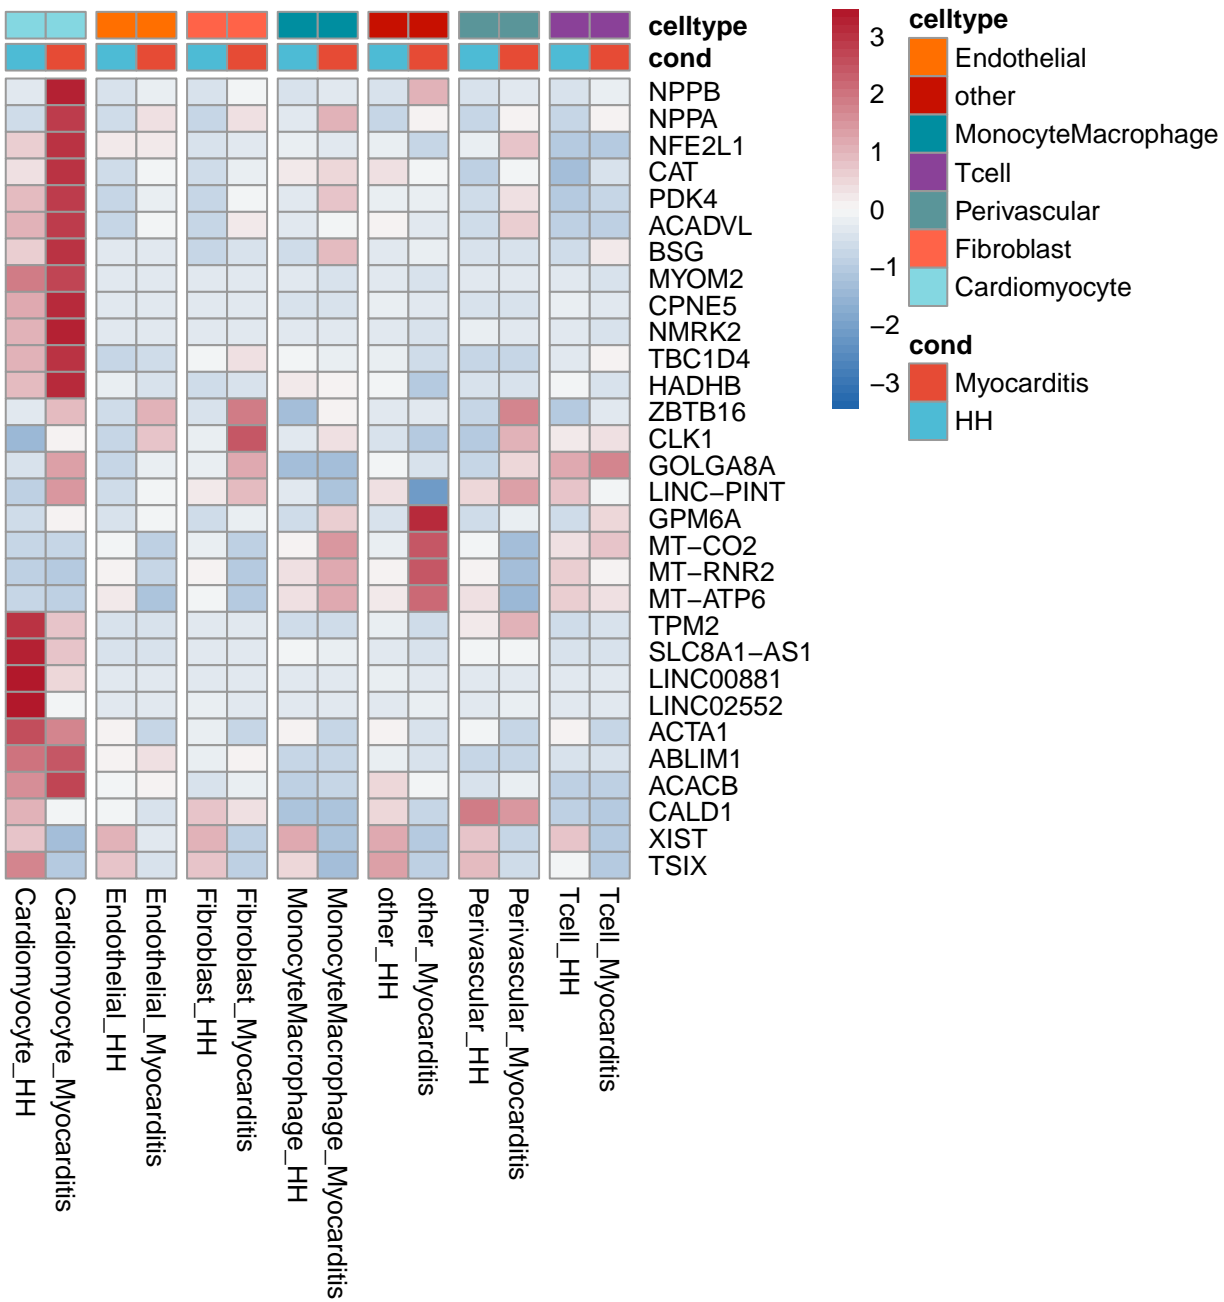 celltype
cond
NPPB
NPPA
NFE2L1
CAT
PDK4
ACADVL
BSG
MYOM2
CPNE5
NMRK2
TBC1D4
HADHB
ZBTB16
CLK1
GOLGA8A
LINC−PINT
GPM6A
MT−CO2
MT−RNR2
MT−ATP6
TPM2
SLC8A1−AS1
LINC00881
LINC02552
ACTA1
ABLIM1
ACACB
CALD1
XIST
TSIX
Cardiomyocyte_HH
Cardiomyocyte_Myocarditis
Endothelial_HH
Endothelial_Myocarditis
Fibroblast_HH
Fibroblast_Myocarditis
MonocyteMacrophage_HH
MonocyteMacrophage_Myocarditis
other_HH
other_Myocarditis
Perivascular_HH
Perivascular_Myocarditis
Tcell_HH
Tcell_Myocarditis
3
2
1
0
−1
−2
−3
celltype
Endothelial
other
MonocyteMacrophage
Tcell
Perivascular
Fibroblast
Cardiomyocyte
cond
Myocarditis
HH